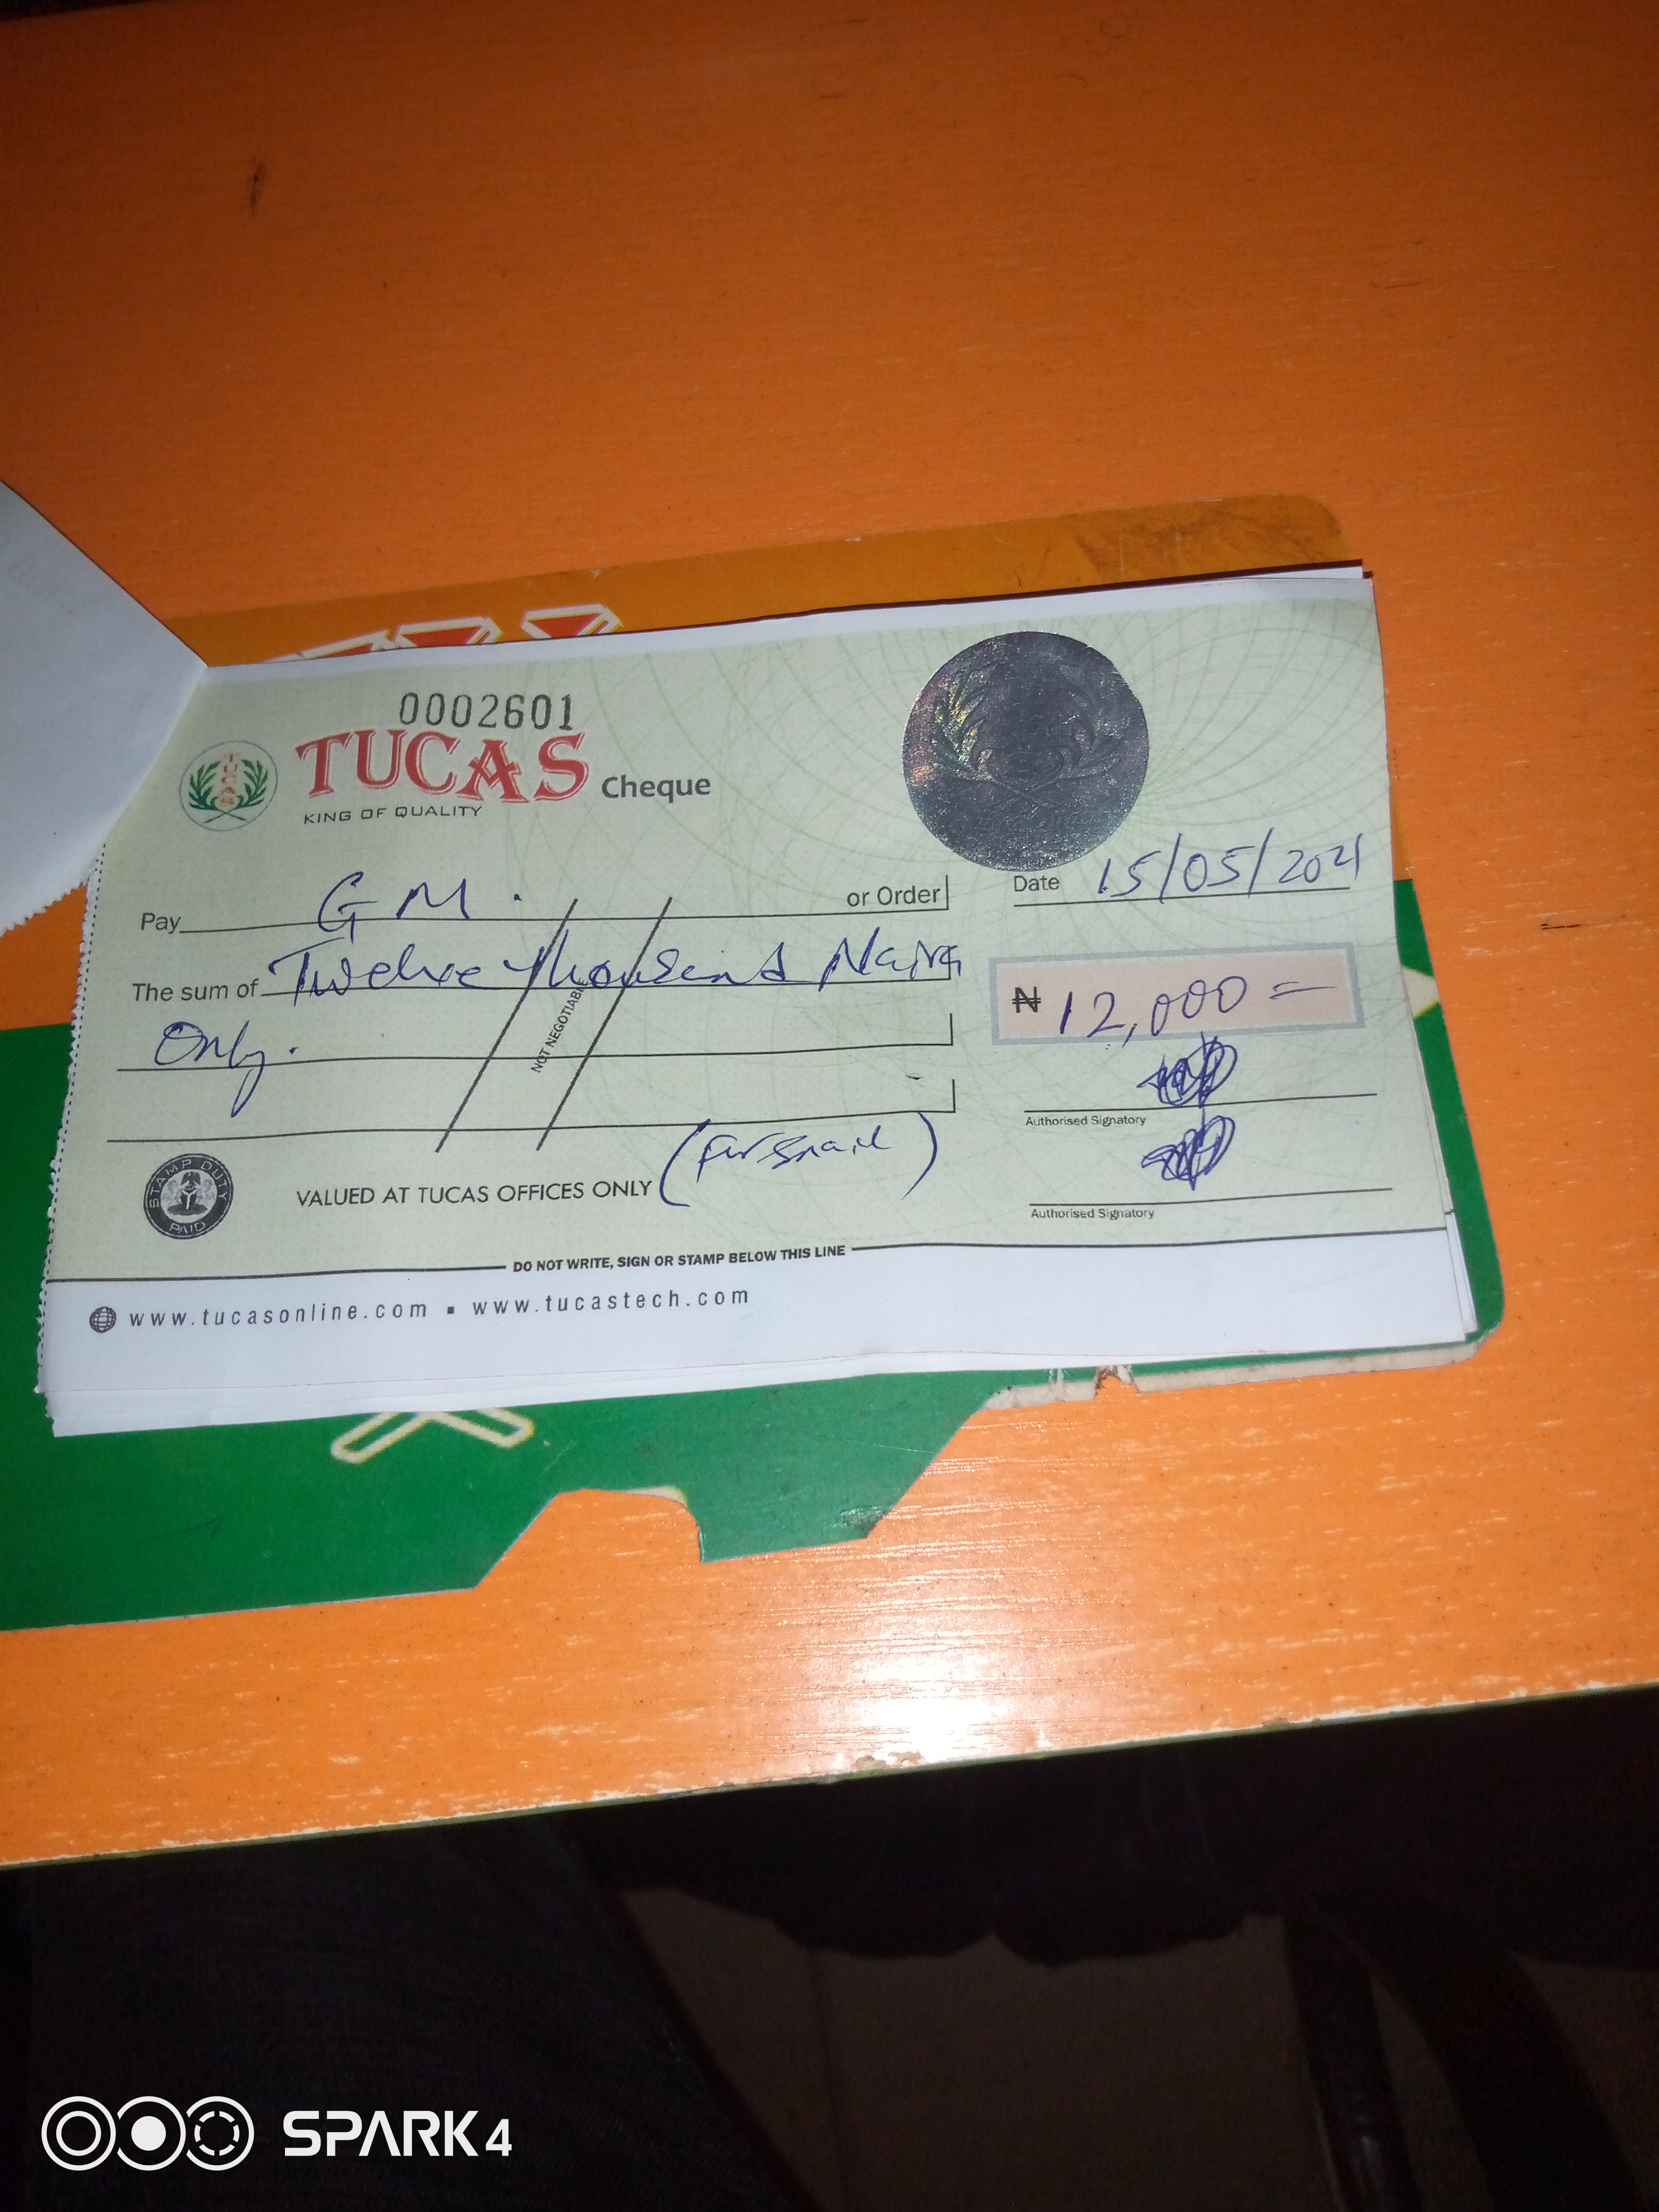 0002601
TUCAS Cheque
KING OF QUALITY
Pay G M. or Order
Date 15/05/2021
The sum of Twelve thousand Naira
Only.
₦ 12,000 =
NOT NEGOTIABLE
Authorised Signatory
STAMP DUTY PAID
VALUED AT TUCAS OFFICES ONLY (for snail)
Authorised Signatory
DO NOT WRITE, SIGN OR STAMP BELOW THIS LINE
www.tucasonline.com ▪ www.tucastech.com
SPARK 4